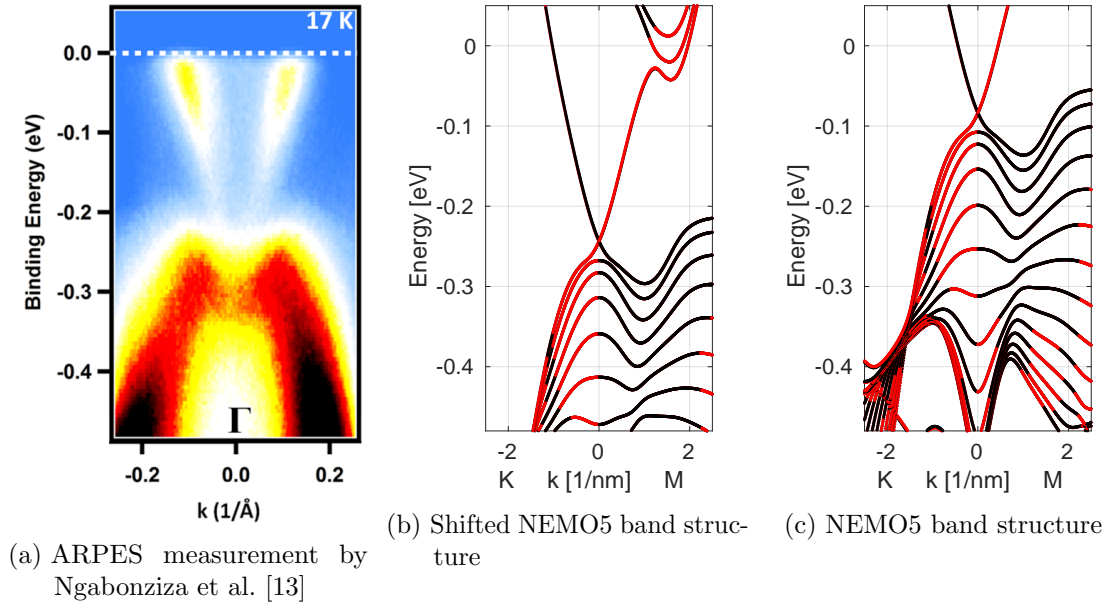 17 K
Binding Energy (eV)
0.0
-0.1
-0.2
-0.3
-0.4
Γ
-0.2 0.0 0.2
k (1/Å)
(a) ARPES measurement by
Ngabonziza et al. [13]
Energy [eV]
0
-0.1
-0.2
-0.3
-0.4
-2 0 2
K k [1/nm] M
(b) Shifted NEMO5 band struc-
ture
Energy [eV]
0
-0.1
-0.2
-0.3
-0.4
-2 0 2
K k [1/nm] M
(c) NEMO5 band structure